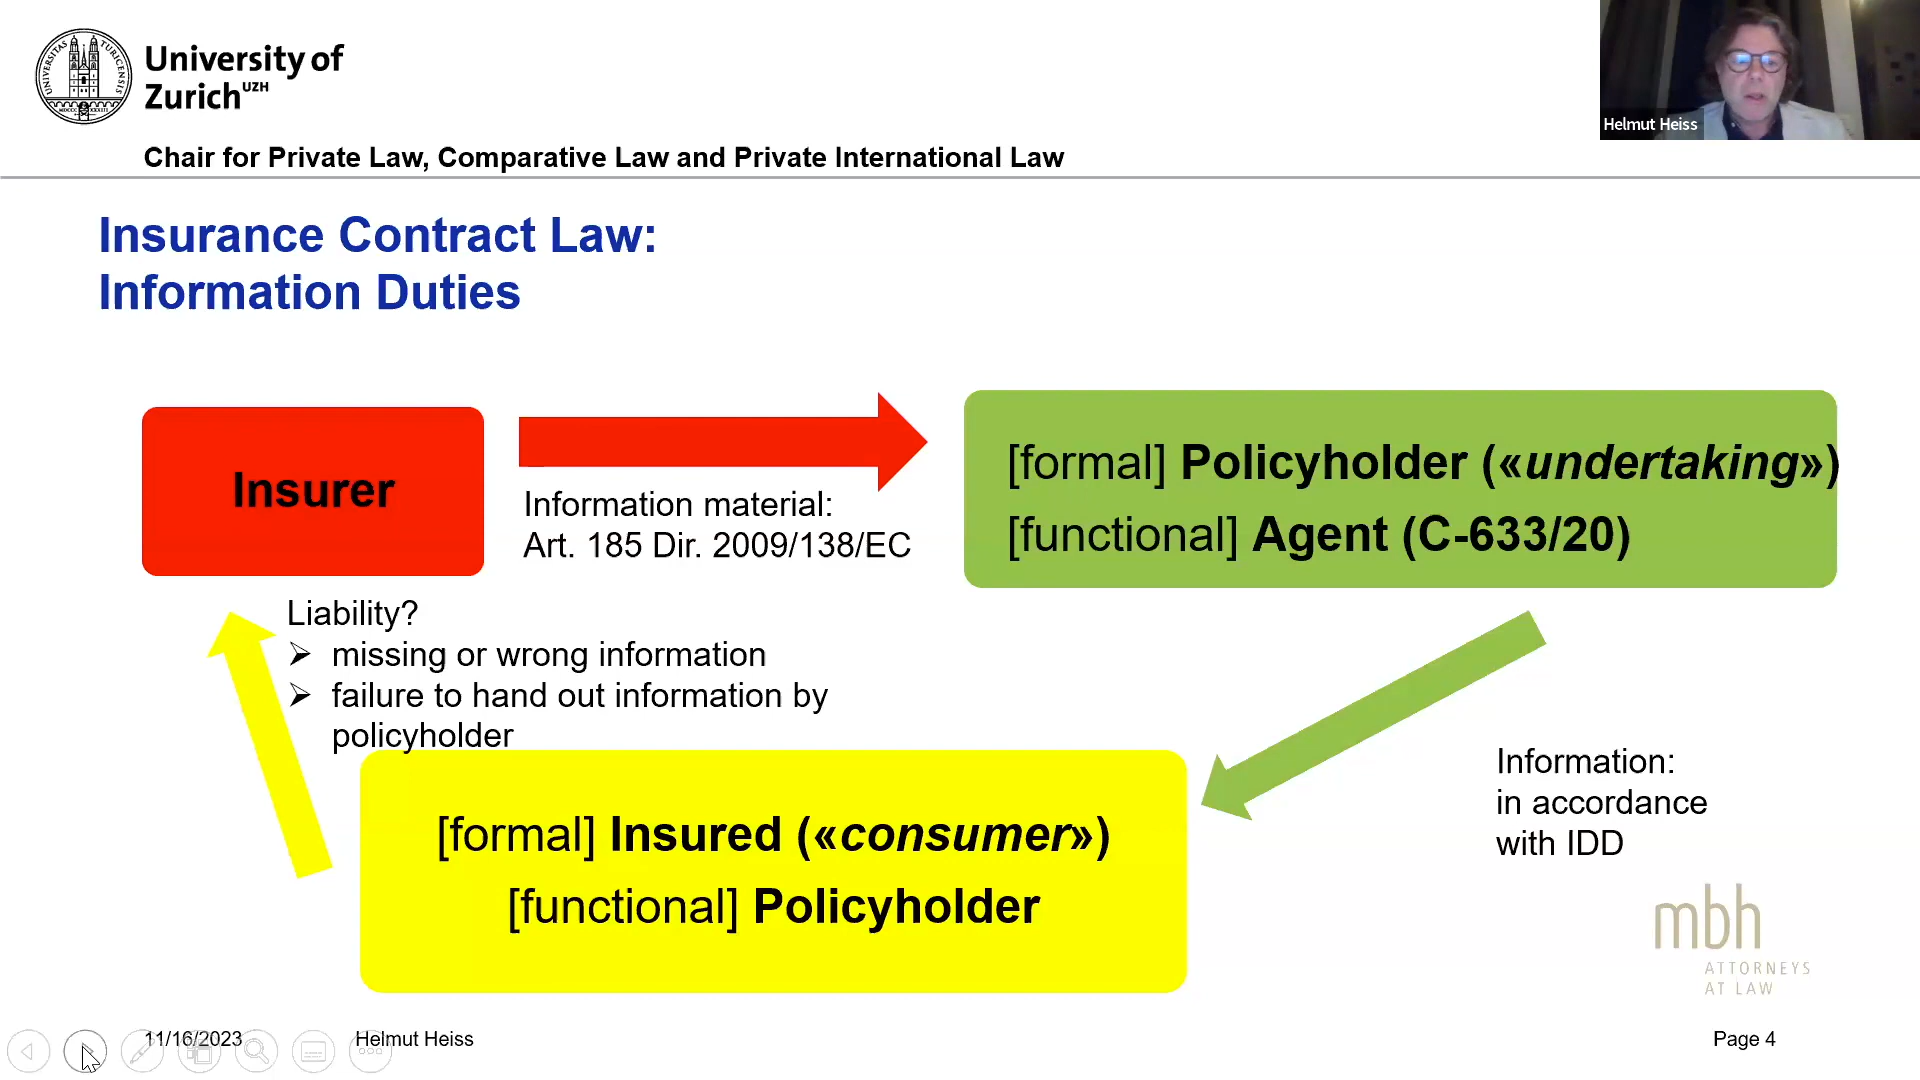 University of
Zurich UZH
Helmut Heiss
Chair for Private Law, Comparative Law and Private International Law
Insurance Contract Law:
Information Duties
Insurer
Information material:
Art. 185 Dir. 2009/138/EC
[formal] Policyholder («undertaking»)
[functional] Agent (C-633/20)
Liability?
➢ missing or wrong information
➢ failure to hand out information by
policyholder
[formal] Insured («consumer»)
[functional] Policyholder
Information:
in accordance
with IDD
mbh
ATTORNEYS
AT LAW
11/16/2023
Helmut Heiss
Page 4